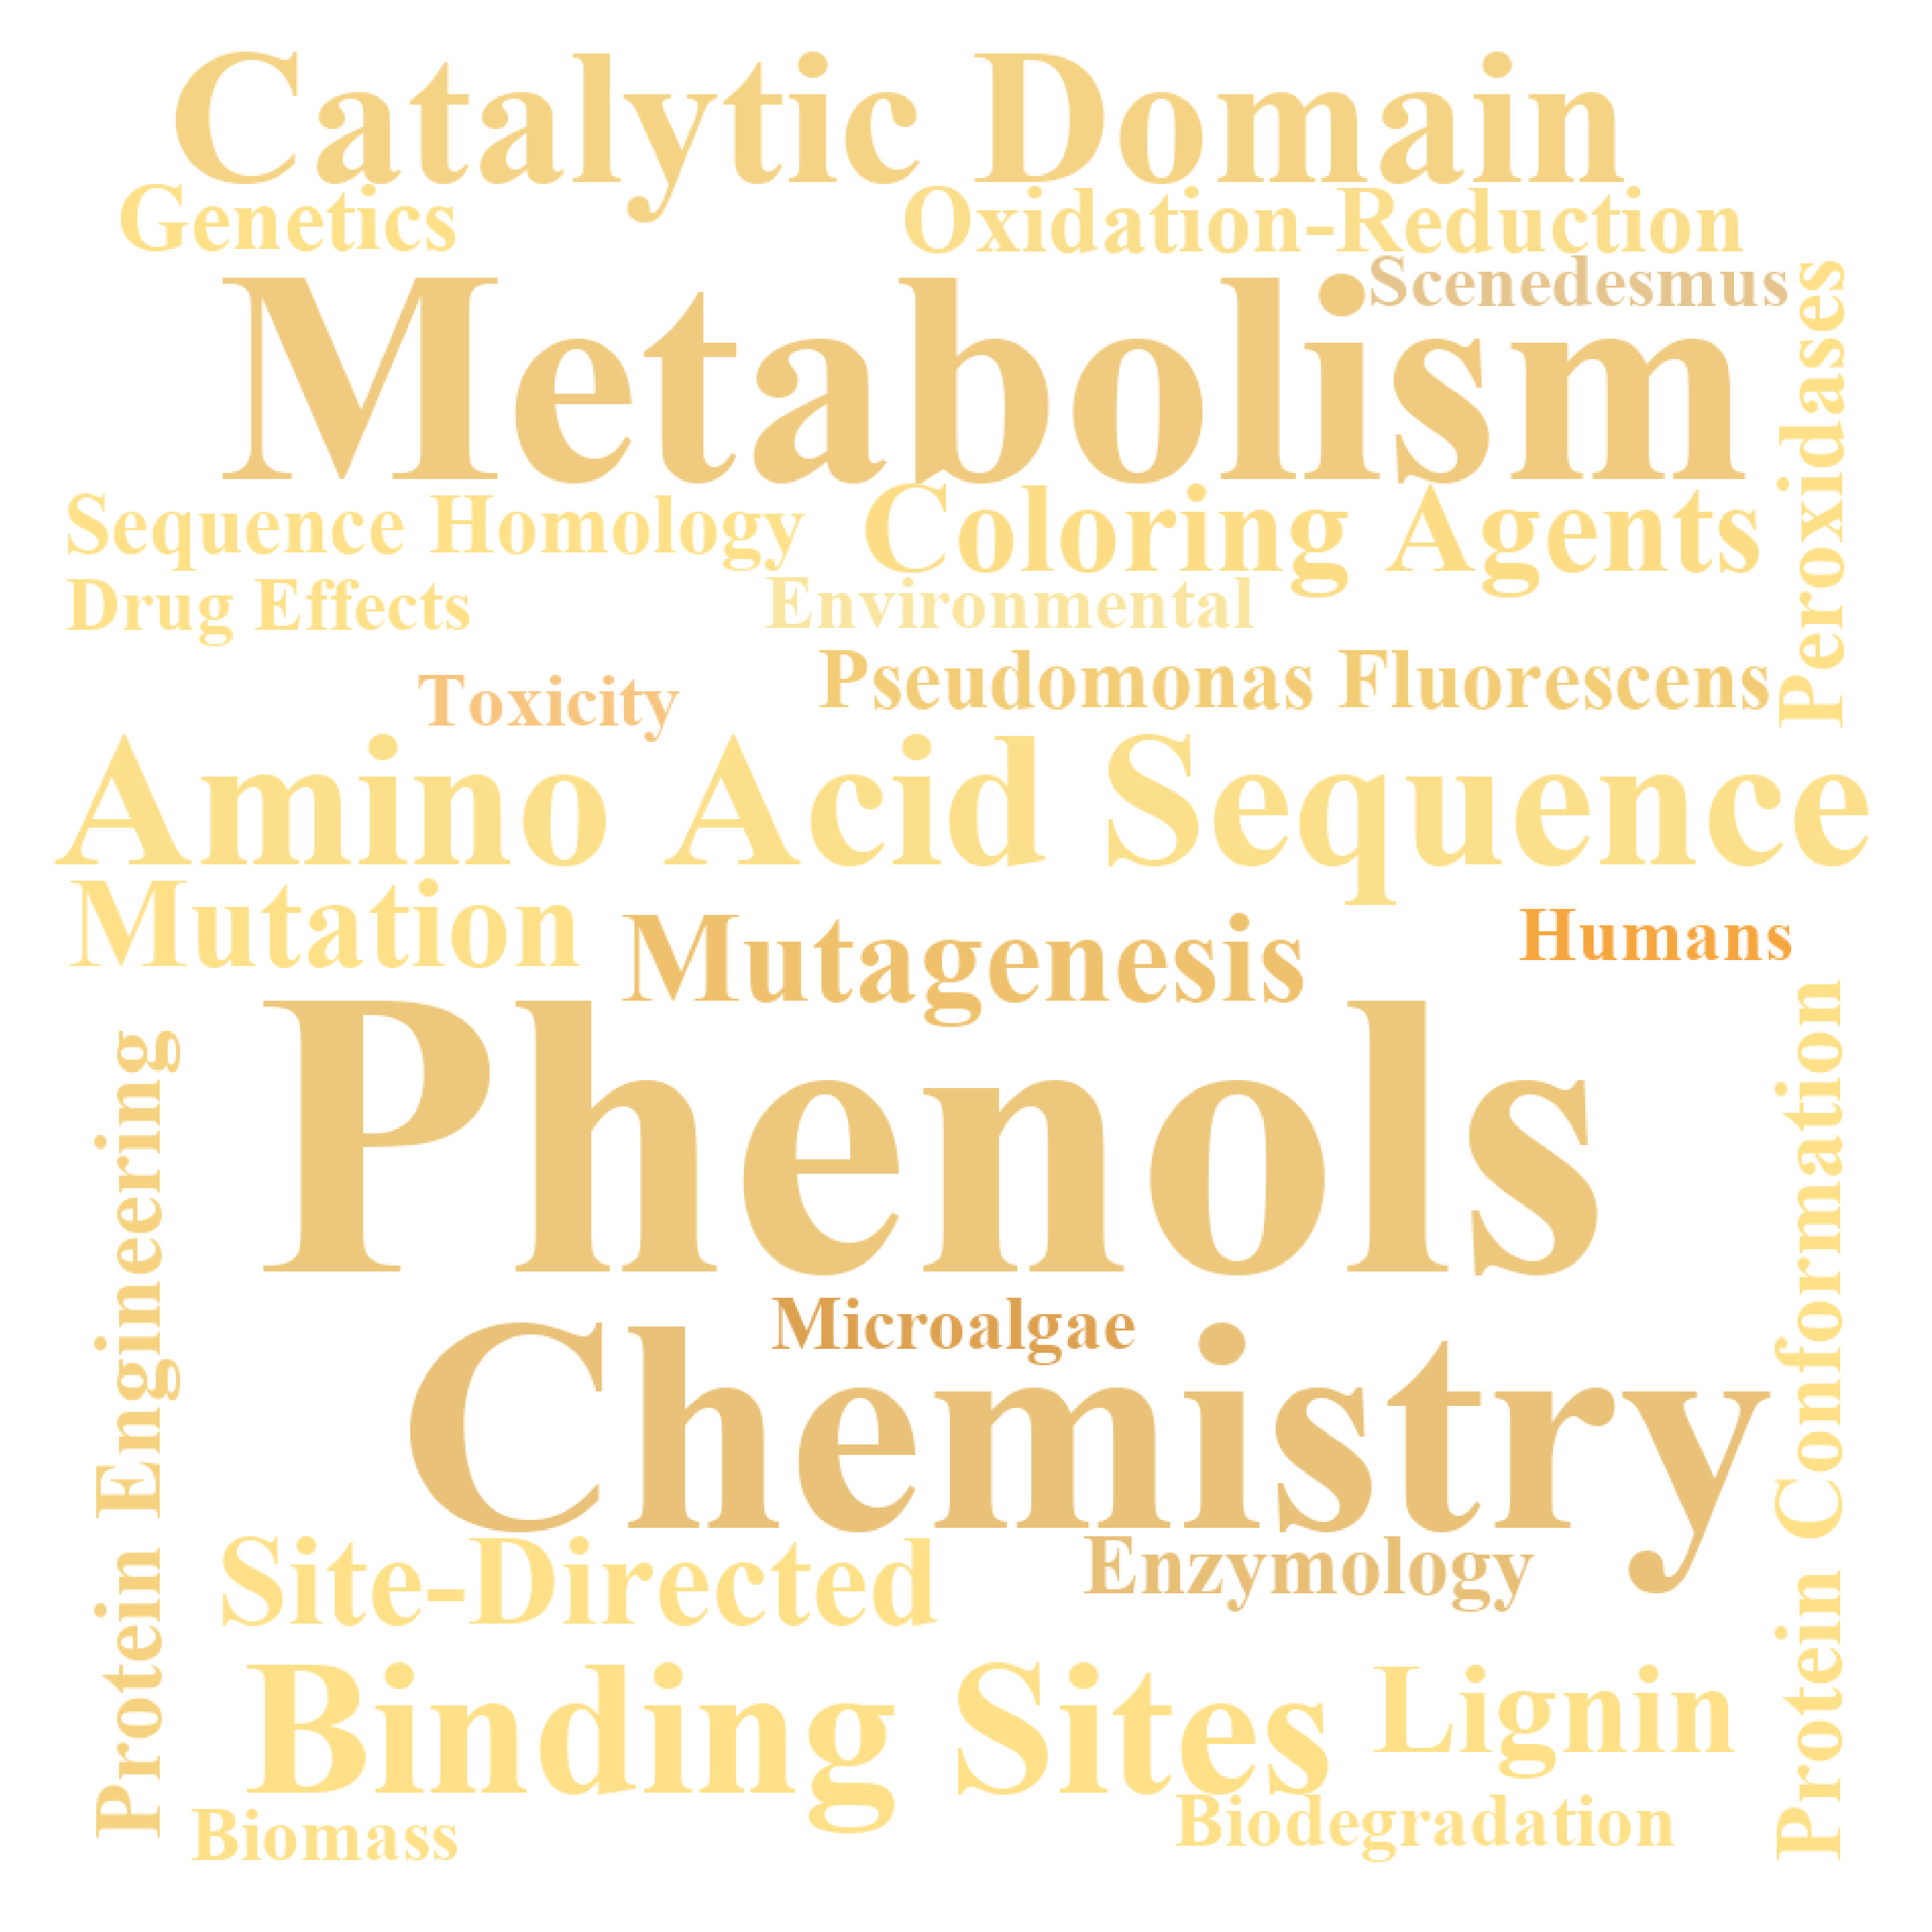 Catalytic Domain
Genetics
Oxidation-Reduction
Scenedesmus
Metabolism
Peroxidases
Sequence Homology
Coloring Agents
Drug Effects
Environmental
Toxicity
Pseudomonas Fluorescens
Amino Acid Sequence
Mutation
Mutagenesis
Humans
Phenols
Protein Engineering
Protein Conformation
Microalgae
Chemistry
Site-Directed
Enzymology
Binding Sites
Lignin
Biomass
Biodegradation